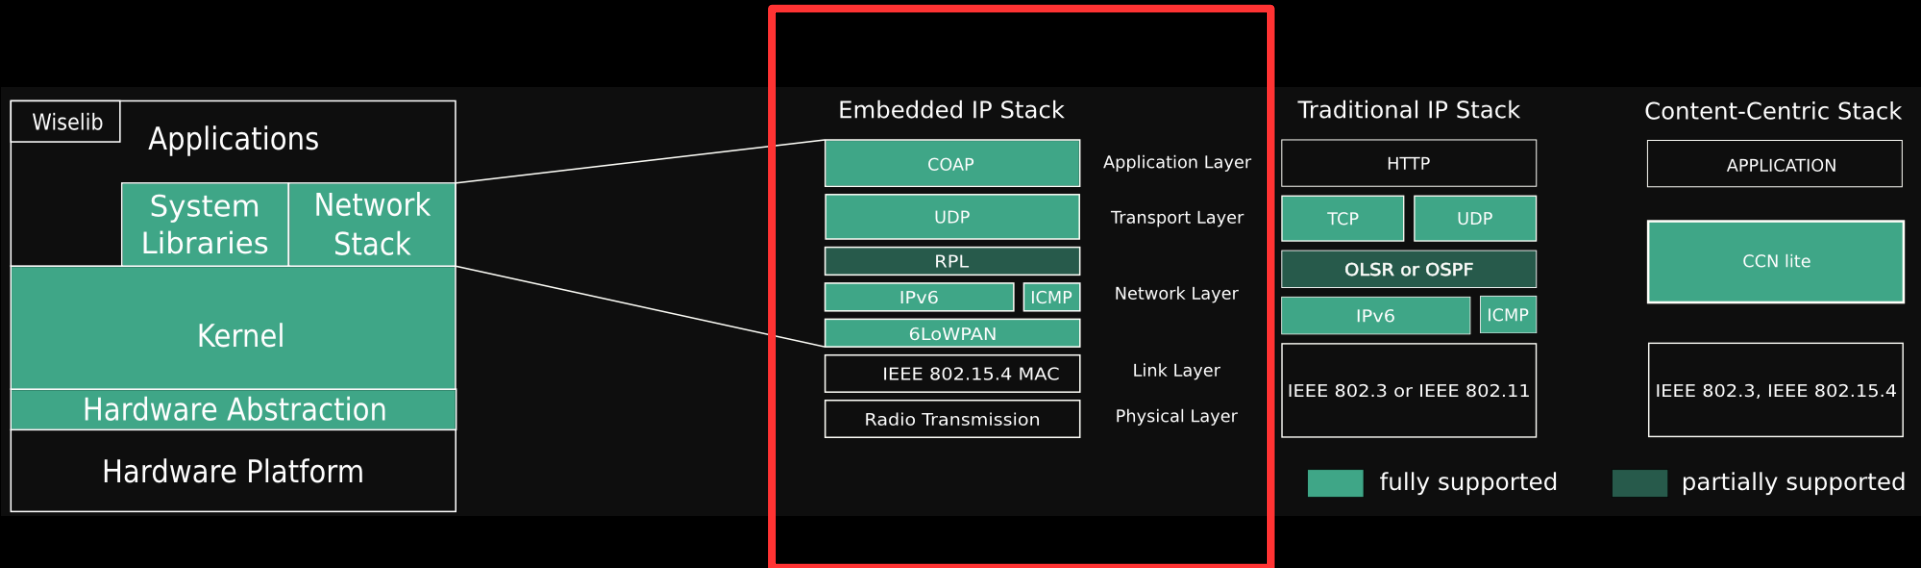 Wiselib
Applications
System
Libraries
Network
Stack
Kernel
Hardware Abstraction
Hardware Platform
Embedded IP Stack
COAP
Application Layer
UDP
Transport Layer
RPL
IPv6
ICMP
Network Layer
6LoWPAN
IEEE 802.15.4 MAC
Link Layer
Radio Transmission
Physical Layer
Traditional IP Stack
HTTP
TCP
UDP
OLSR or OSPF
IPv6
ICMP
IEEE 802.3 or IEEE 802.11
Content-Centric Stack
APPLICATION
CCN lite
IEEE 802.3, IEEE 802.15.4
fully supported
partially supported